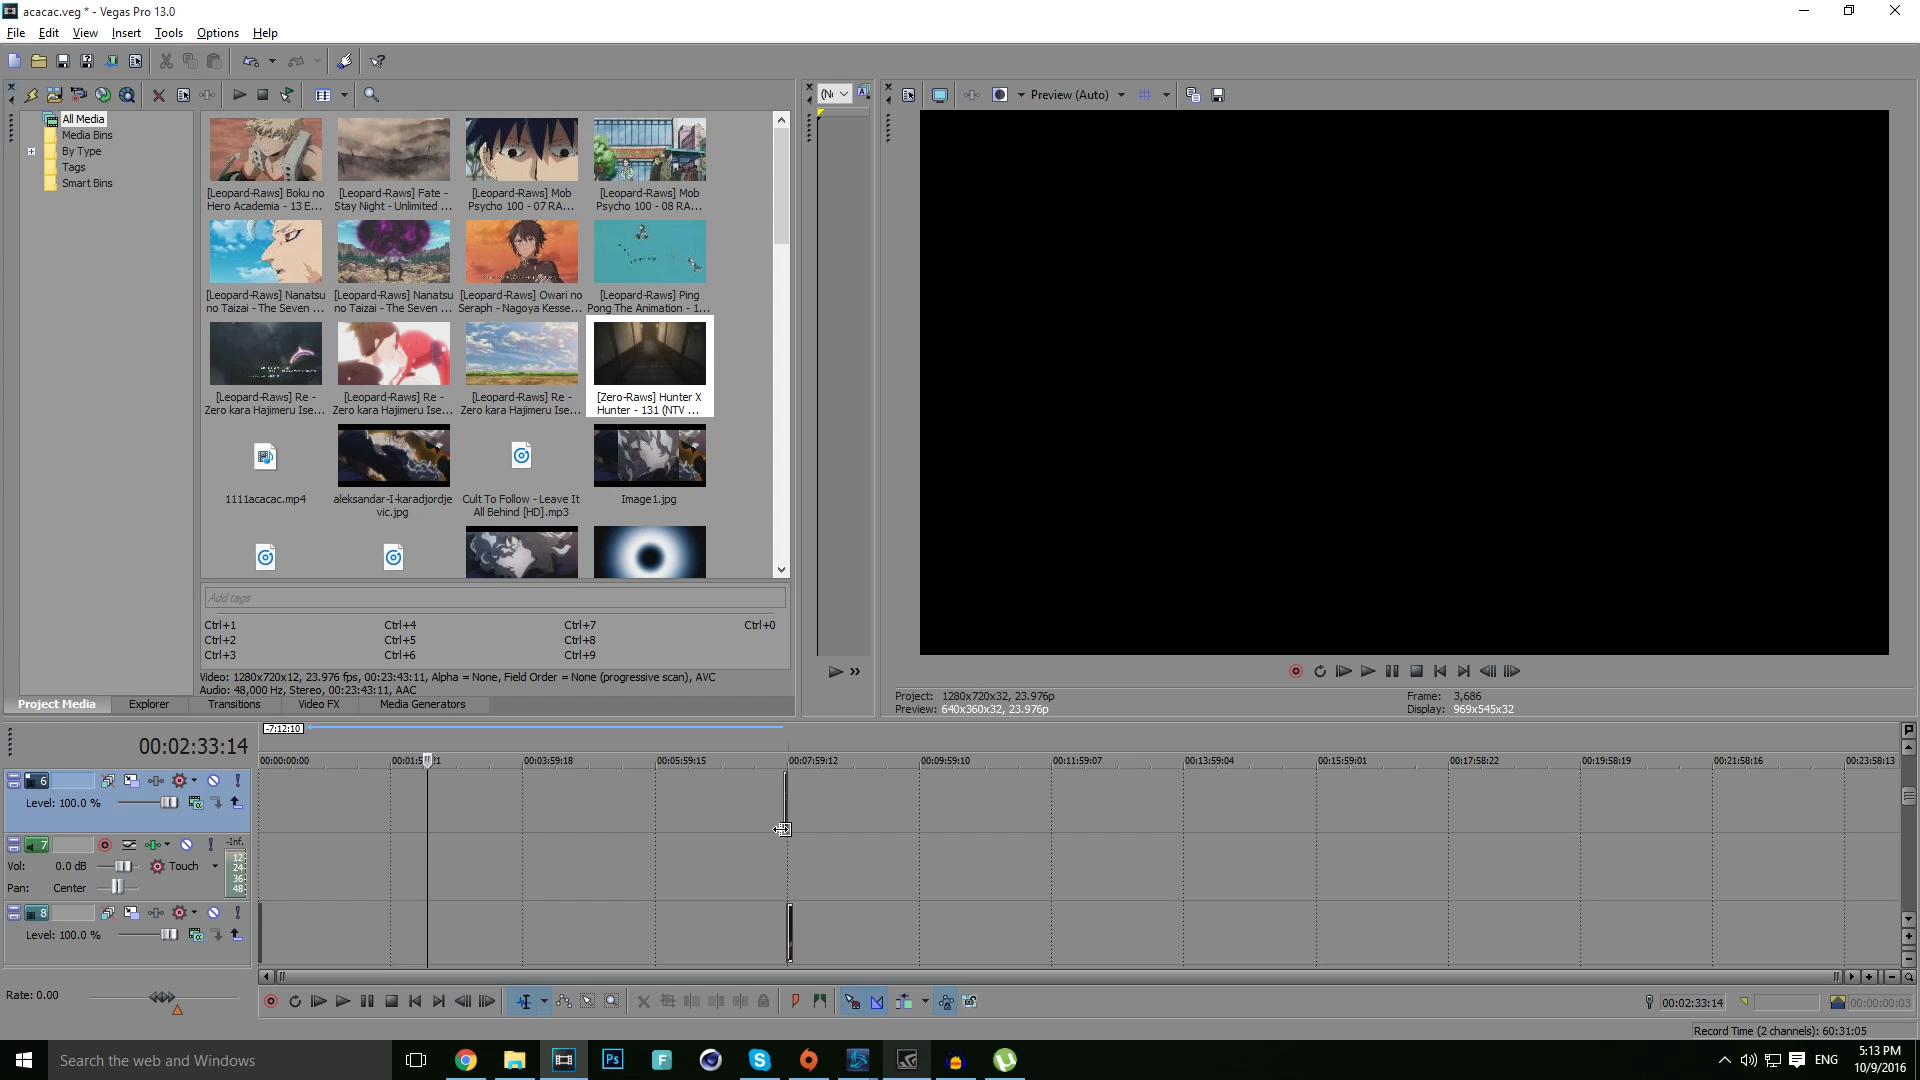 acacac.veg * - Vegas Pro 13.0
File Edit View Insert Tools Options Help
Preview (Auto)
All Media
Media Bins
By Type
Tags
Smart Bins
[Leopard-Raws] Boku no Hero Academia - 13 E...
[Leopard-Raws] Fate - Stay Night - Unlimited ...
[Leopard-Raws] Mob Psycho 100 - 07 RA...
[Leopard-Raws] Mob Psycho 100 - 08 RA...
[Leopard-Raws] Nanatsu no Taizai - The Seven ...
[Leopard-Raws] Nanatsu no Taizai - The Seven ...
[Leopard-Raws] Owari no Seraph - Nagoya Kesse...
[Leopard-Raws] Ping Pong The Animation - 1...
[Leopard-Raws] Re - Zero kara Hajimeru Ise...
[Leopard-Raws] Re - Zero kara Hajimeru Ise...
[Leopard-Raws] Re - Zero kara Hajimeru Ise...
[Zero-Raws] Hunter X Hunter - 131 (NTV ...
1111acacac.mp4
aleksandar-I-karadjordje vic.jpg
Cult To Follow - Leave It All Behind [HD].mp3
Image1.jpg
Add tags
Ctrl+1 Ctrl+4 Ctrl+7 Ctrl+0
Ctrl+2 Ctrl+5 Ctrl+8
Ctrl+3 Ctrl+6 Ctrl+9
Video: 1280x720x12, 23.976 fps, 00:23:43:11, Alpha = None, Field Order = None (progressive scan), AVC
Audio: 48,000 Hz, Stereo, 00:23:43:11, AAC
Project Media Explorer Transitions Video FX Media Generators
Project: 1280x720x32, 23.976p Frame: 3,686
Preview: 640x360x32, 23.976p Display: 969x545x32
00:02:33:14
-7:12:10
00:00:00:00 00:03:59:18 00:05:59:15 00:07:59:12 00:09:59:10 00:11:59:07 00:13:59:04 00:15:59:01 00:17:58:22 00:19:58:19 00:21:58:16 00:23:58:13
6
Level: 100.0 %
7 -Inf.
Vol: 0.0 dB Touch
Pan: Center
12
24
36
48
8
Level: 100.0 %
Rate: 0.00
00:02:33:14 00:00:00:03
Record Time (2 channels): 60:31:05
Search the web and Windows
Ps F S
ENG
5:13 PM
10/9/2016